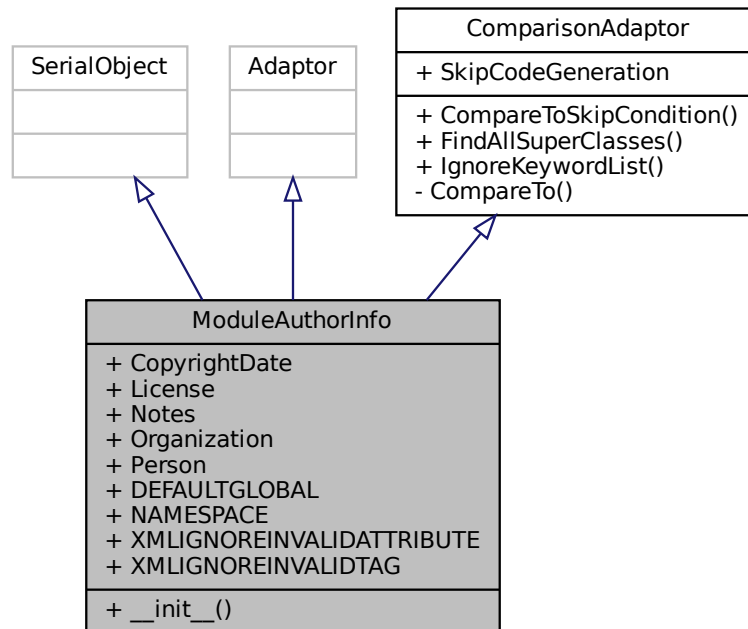 SerialObject
Adaptor
ComparisonAdaptor
+ SkipCodeGeneration
+ CompareToSkipCondition()
+ FindAllSuperClasses()
+ IgnoreKeywordList()
- CompareTo()
ModuleAuthorInfo
+ CopyrightDate
+ License
+ Notes
+ Organization
+ Person
+ DEFAULTGLOBAL
+ NAMESPACE
+ XMLIGNOREINVALIDATTRIBUTE
+ XMLIGNOREINVALIDTAG
+ __init__()